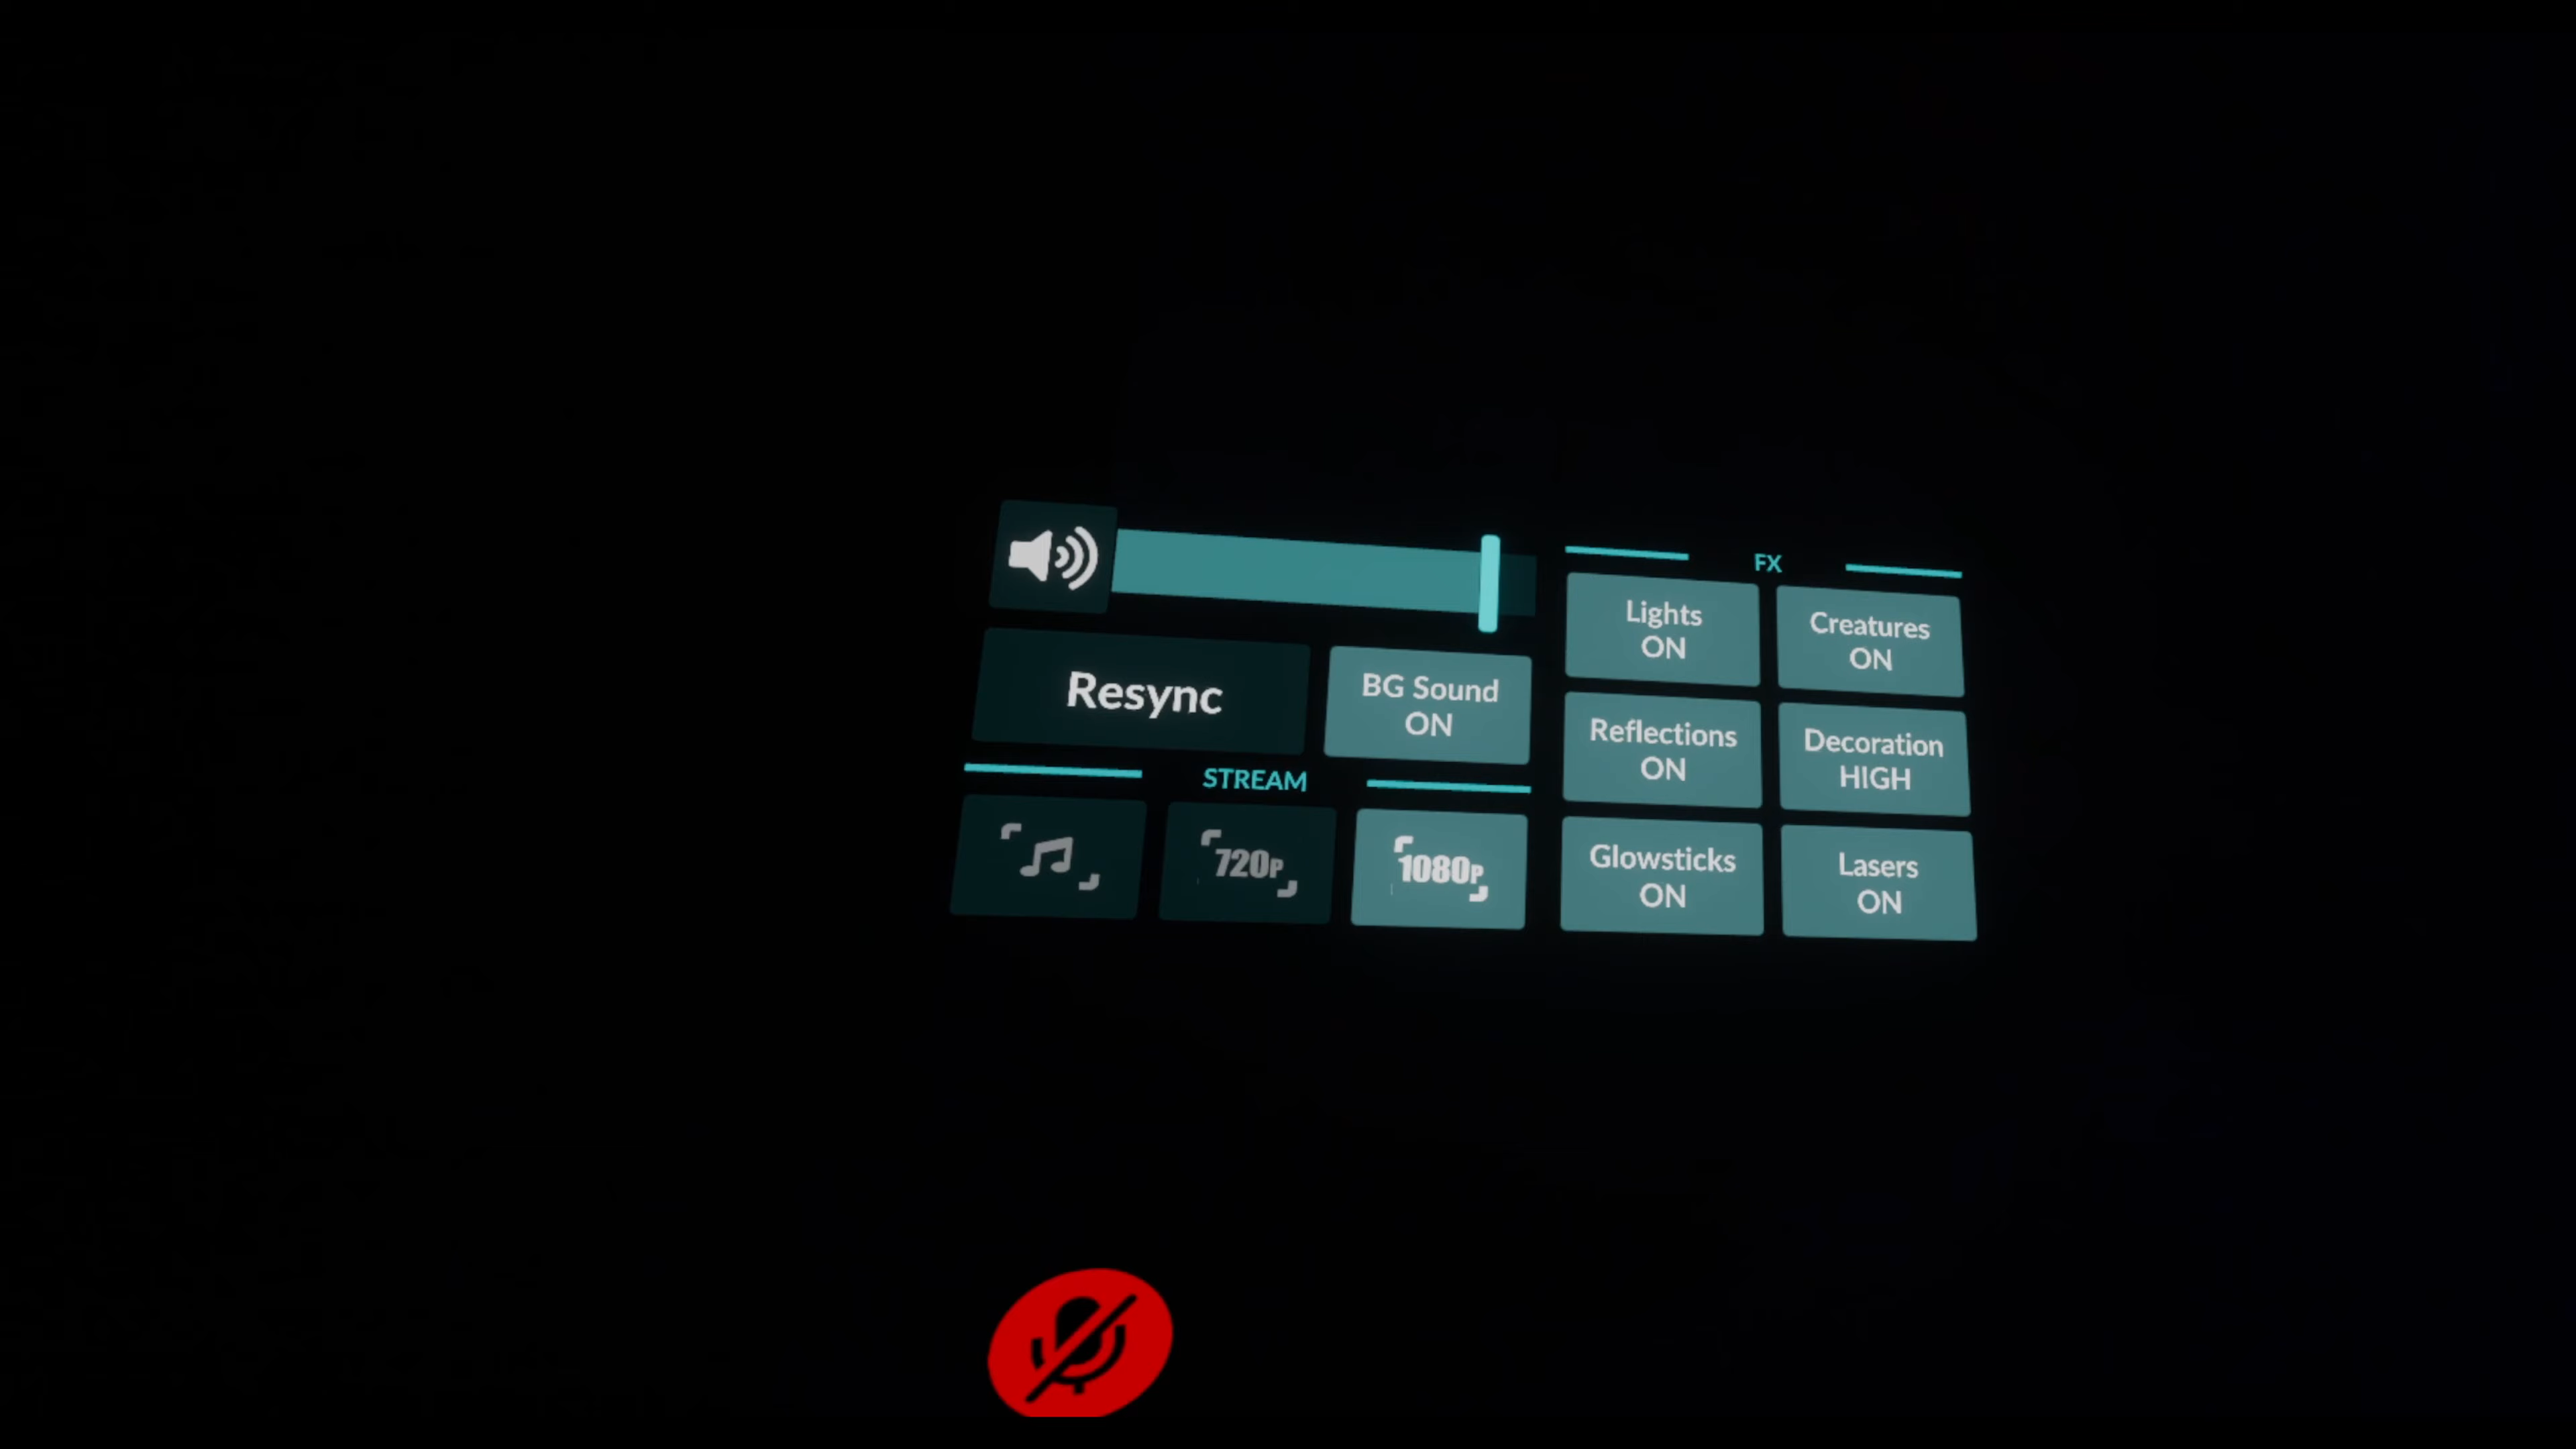 Resync
BG Sound
ON
STREAM
720P
1080P
FX
Lights
ON
Creatures
ON
Reflections
ON
Decoration
HIGH
Glowsticks
ON
Lasers
ON